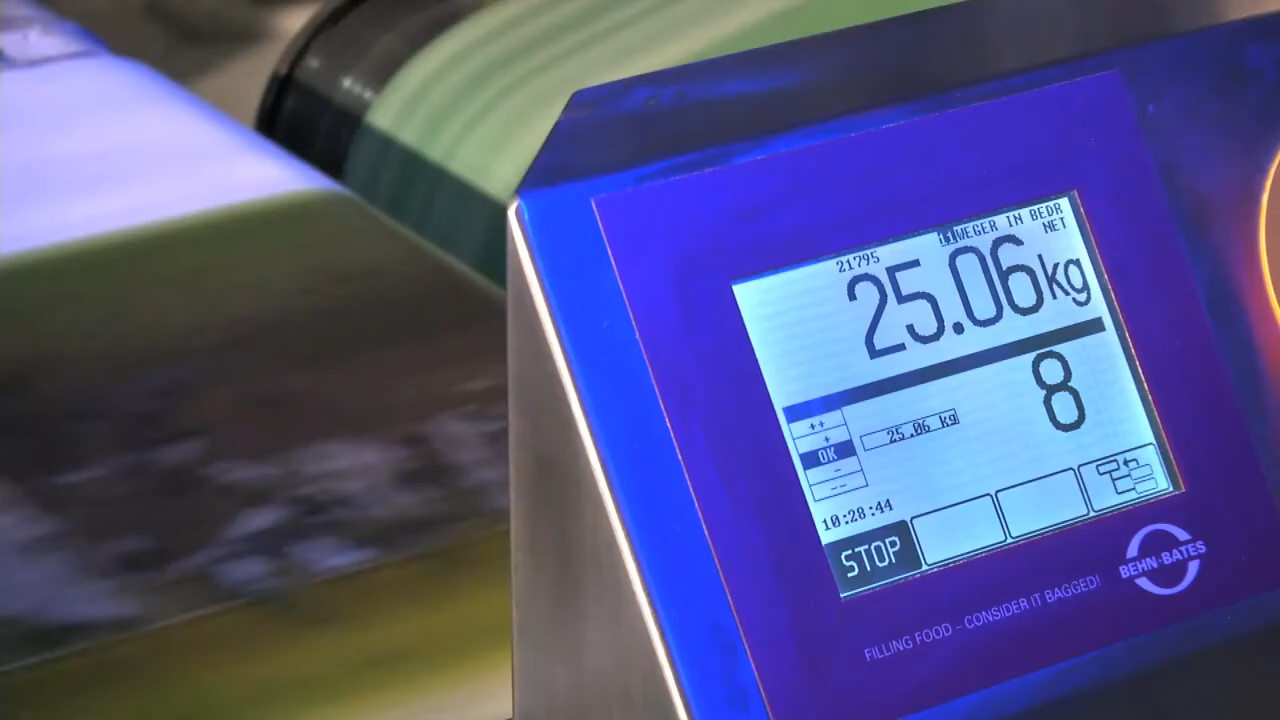 WEGER IN BEDR
21795 NET
25.06kg
8
++
+
OK 25.06 kg
-
--
10:28:44
STOP
BEHN·BATES
FILLING FOOD – CONSIDER IT BAGGED!